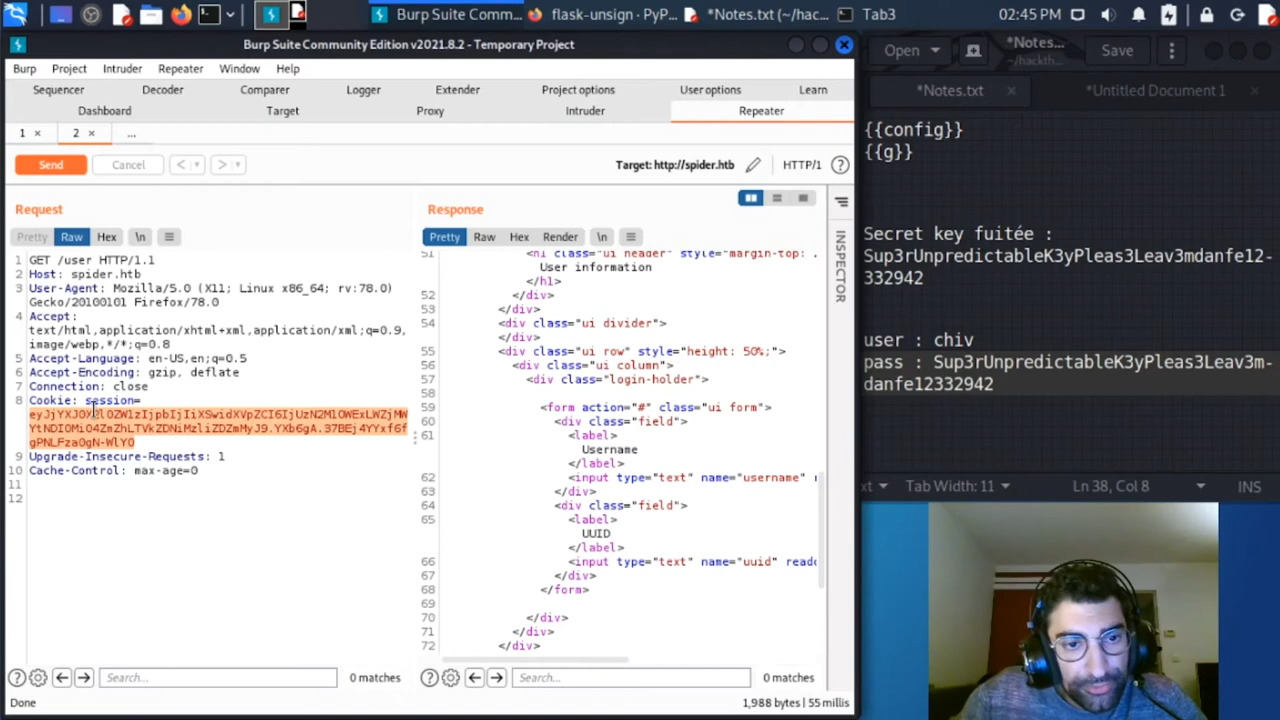 Burp Suite Comm...
flask-unsign · PyP...
*Notes.txt (~/hac...
Tab3
02:45 PM
Burp Suite Community Edition v2021.8.2 - Temporary Project
Burp Project Intruder Repeater Window Help
Sequencer Decoder Comparer Logger Extender Project options User options Learn
Dashboard Target Proxy Intruder Repeater
1 × 2 × ...
Send Cancel < > Target: http://spider.htb HTTP/1 ?
Request
Pretty Raw Hex \n
1 GET /user HTTP/1.1
2 Host: spider.htb
3 User-Agent: Mozilla/5.0 (X11; Linux x86_64; rv:78.0)
Gecko/20100101 Firefox/78.0
4 Accept:
text/html,application/xhtml+xml,application/xml;q=0.9,
image/webp,*/*;q=0.8
5 Accept-Language: en-US,en;q=0.5
6 Accept-Encoding: gzip, deflate
7 Connection: close
8 Cookie: session=
9 Upgrade-Insecure-Requests: 1
10 Cache-Control: max-age=0
11
12
Search... 0 matches
Done
Response
Pretty Raw Hex Render \n
51 <h1 class="ui header" style="margin-top: .
User information
</h1>
52 </div>
53 </div>
54 <div class="ui divider">
</div>
55 <div class="ui row" style="height: 50%;">
56 <div class="ui column">
57 <div class="login-holder">
58
59 <form action="#" class="ui form">
60 <div class="field">
61 <label>
Username
</label>
62 <input type="text" name="username"
63 </div>
64 <div class="field">
65 <label>
UUID
</label>
66 <input type="text" name="uuid" reado
67 </div>
68 </form>
69
70 </div>
71 </div>
72 </div>
Search... 0 matches
1,988 bytes | 55 millis
INSPECTOR
Open *Notes.... Save
~/hackth...
*Notes.txt × *Untitled Document 1 ×
{{config}}
{{g}}
Secret key fuitée :
Sup3rUnpredictableK3yPleas3Leav3mdanfe12-
332942
user : chiv
pass : Sup3rUnpredictableK3yPleas3Leav3m-
danfe12332942
xt Tab Width: 11 Ln 38, Col 8 INS